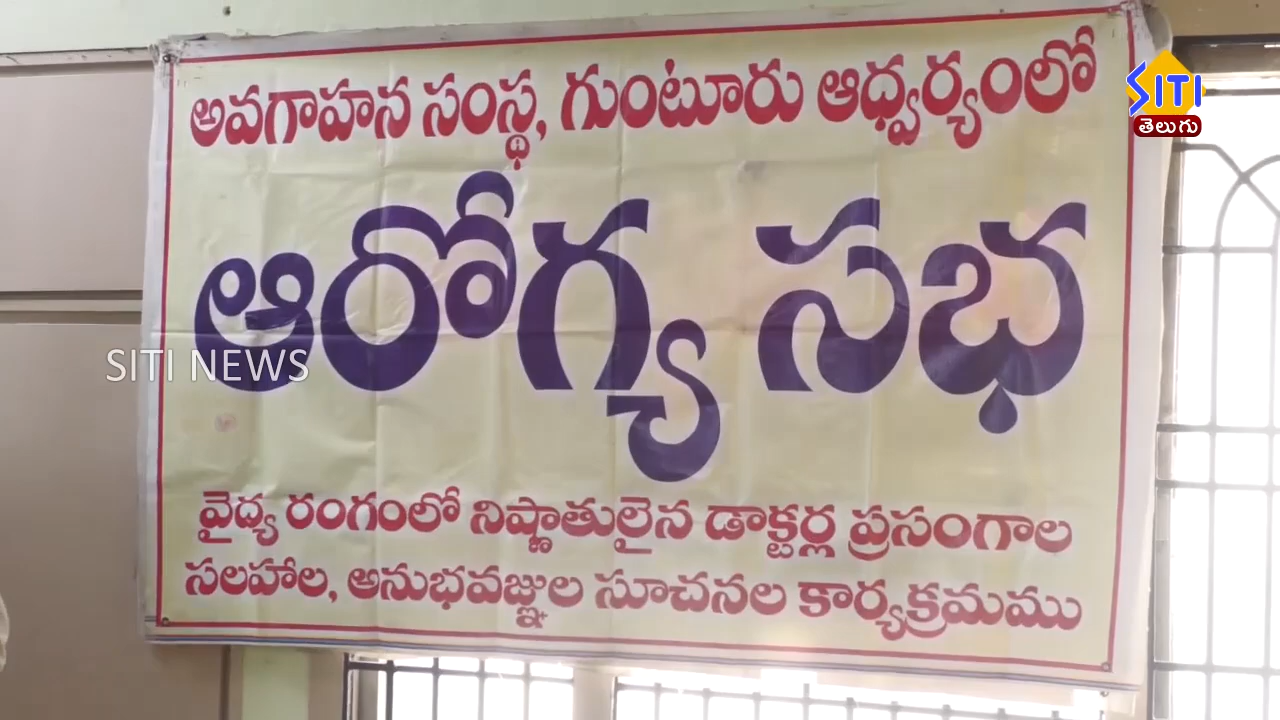 అవగాహన సంస్థ, గుంటూరు ఆధ్వర్యంలో
ఆరోగ్య సభ
వైద్య రంగంలో నిష్ణాతులైన డాక్టర్ల ప్రసంగాల
సలహాల, అనుభవజ్ఞుల సూచనల కార్యక్రమము
SITI
తెలుగు
SITI NEWS